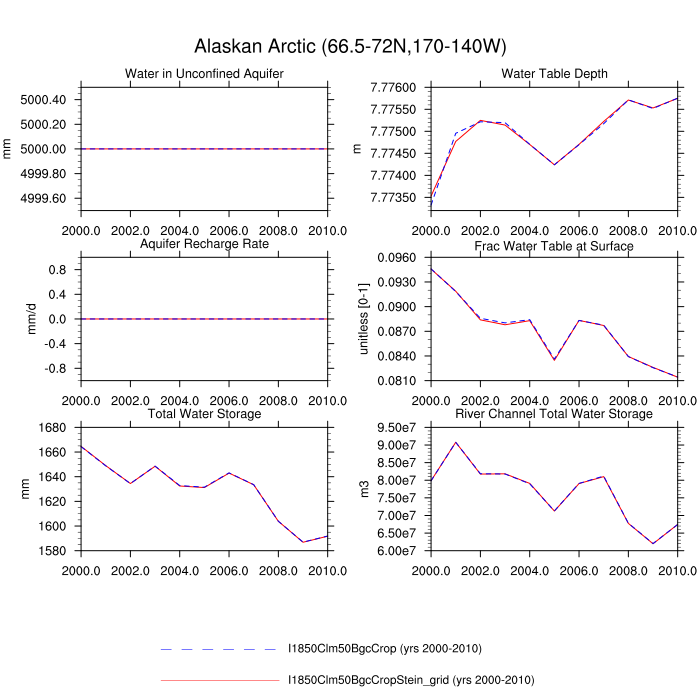 Alaskan Arctic (66.5-72N,170-140W)
Water in Unconfined Aquifer
mm
5000.40
5000.20
5000.00
4999.80
4999.60
2000.0 2002.0 2004.0 2006.0 2008.0 2010.0
Water Table Depth
m
7.77600
7.77550
7.77500
7.77450
7.77400
7.77350
2000.0 2002.0 2004.0 2006.0 2008.0 2010.0
Aquifer Recharge Rate
mm/d
0.8
0.4
0.0
-0.4
-0.8
2000.0 2002.0 2004.0 2006.0 2008.0 2010.0
Frac Water Table at Surface
unitless [0-1]
0.0960
0.0930
0.0900
0.0870
0.0840
0.0810
2000.0 2002.0 2004.0 2006.0 2008.0 2010.0
Total Water Storage
mm
1680
1660
1640
1620
1600
1580
2000.0 2002.0 2004.0 2006.0 2008.0 2010.0
River Channel Total Water Storage
m3
9.50e7
9.00e7
8.50e7
8.00e7
7.50e7
7.00e7
6.50e7
6.00e7
2000.0 2002.0 2004.0 2006.0 2008.0 2010.0
I1850Clm50BgcCrop (yrs 2000-2010)
I1850Clm50BgcCropStein_grid (yrs 2000-2010)